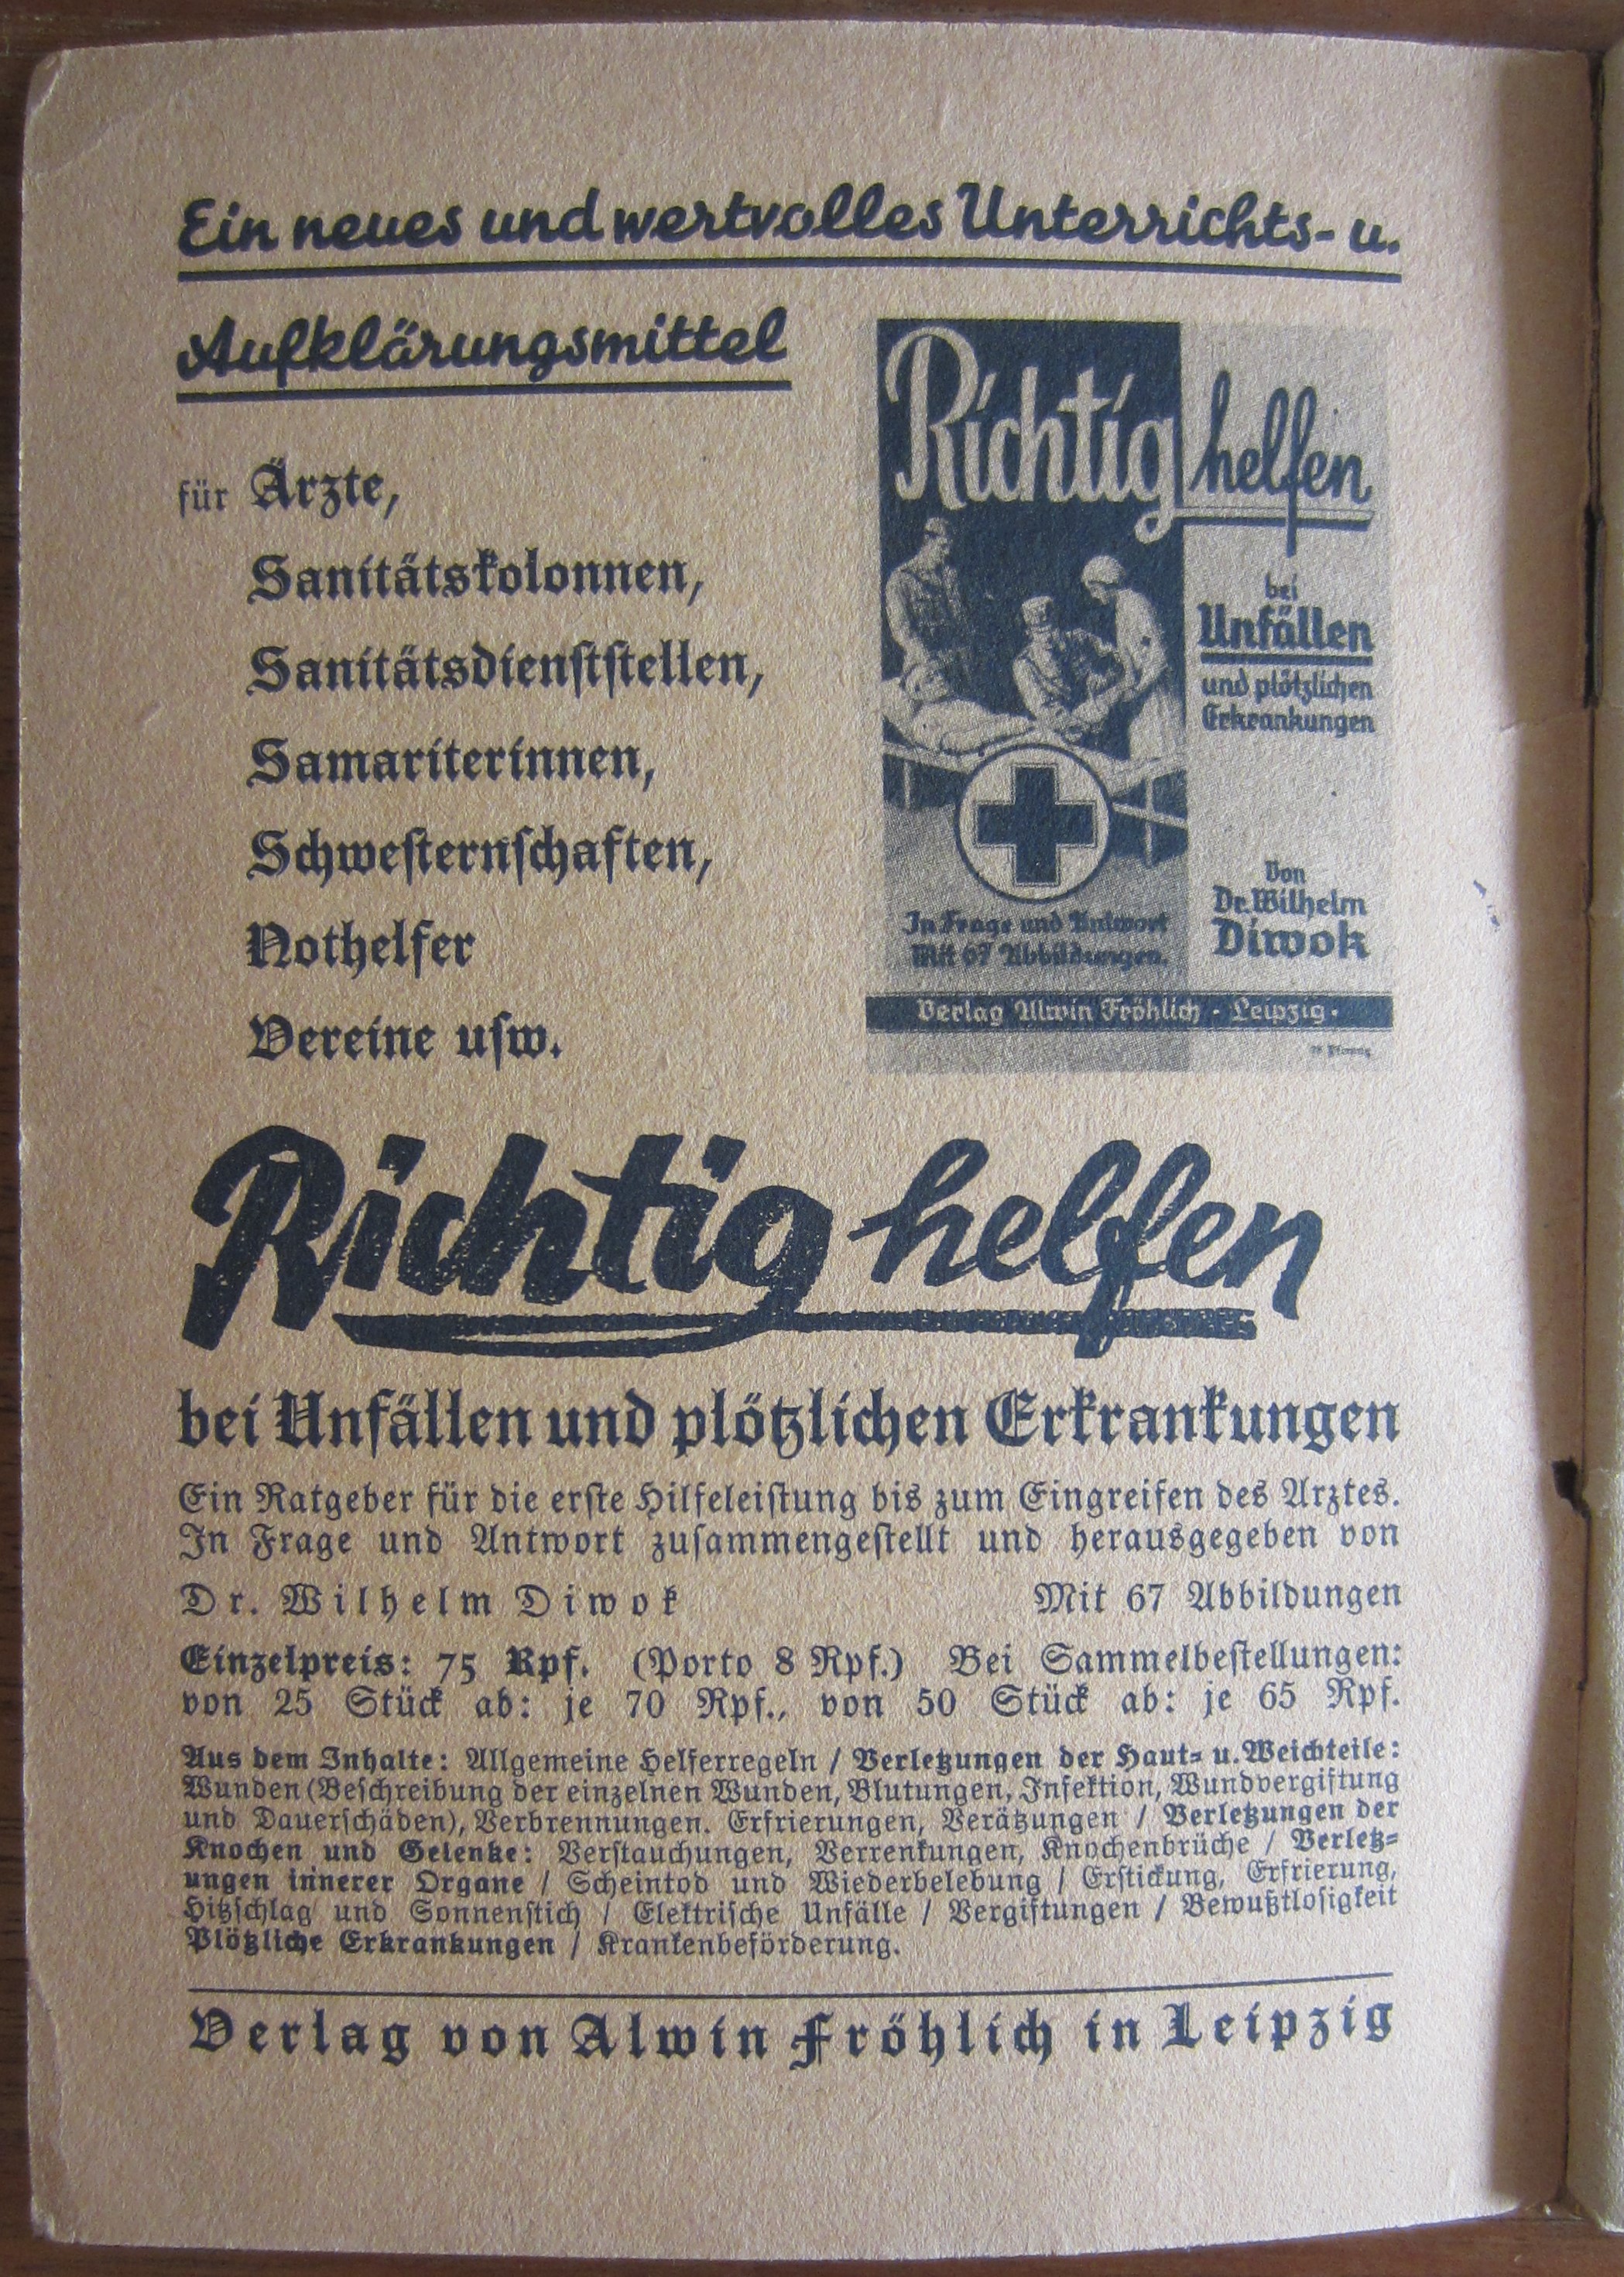 Ein neues und wertvolles Unterrichts- u.
Aufklärungsmittel
für Ärzte,
Sanitätskolonnen,
Sanitätsdienststellen,
Samariterinnen,
Schwesternschaften,
Nothelfer
Vereine usw.
Richtig helfen
bei
Unfällen
und plötzlichen
Erkrankungen
Von
Dr. Wilhelm
Diwok
In Frage und Antwort
Mit 67 Abbildungen.
Verlag Alwin Fröhlich · Leipzig ·
Richtig helfen
bei Unfällen und plötzlichen Erkrankungen
Ein Ratgeber für die erste Hilfeleistung bis zum Eingreifen des Arztes.
In Frage und Antwort zusammengestellt und herausgegeben von
Dr. Wilhelm Diwok Mit 67 Abbildungen
Einzelpreis: 75 Rpf. (Porto 8 Rpf.) Bei Sammelbestellungen:
von 25 Stück ab: je 70 Rpf., von 50 Stück ab: je 65 Rpf.
Aus dem Inhalte: Allgemeine Helferregeln / Verletzungen der Haut- u. Weichteile:
Wunden (Beschreibung der einzelnen Wunden, Blutungen, Infektion, Wundvergiftung
und Dauerschäden), Verbrennungen. Erfrierungen, Verätzungen / Verletzungen der
Knochen und Gelenke: Verstauchungen, Verrenkungen, Knochenbrüche / Verletz-
ungen innerer Organe / Scheintod und Wiederbelebung / Erstickung, Erfrierung,
Hitzschlag und Sonnenstich / Elektrische Unfälle / Vergiftungen / Bewußtlosigkeit
Plötzliche Erkrankungen / Krankenbeförderung.
Verlag von Alwin Fröhlich in Leipzig